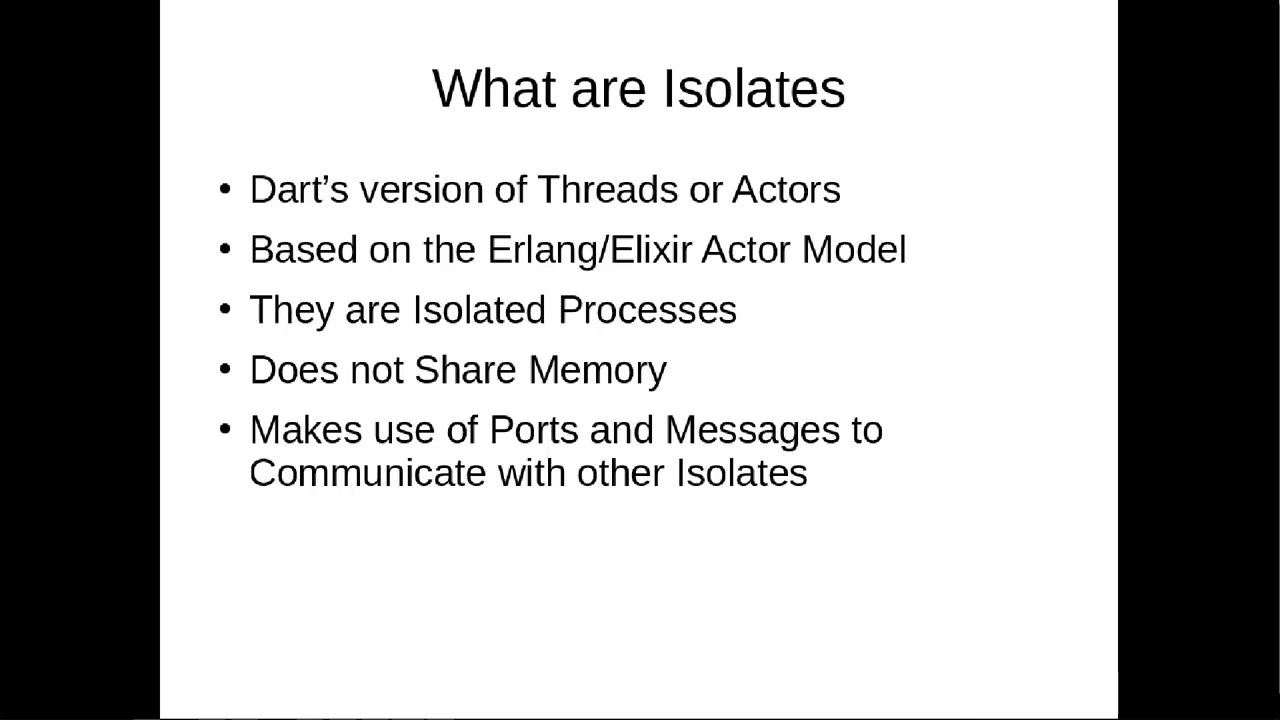 What are Isolates
• Dart’s version of Threads or Actors
• Based on the Erlang/Elixir Actor Model
• They are Isolated Processes
• Does not Share Memory
• Makes use of Ports and Messages to
Communicate with other Isolates